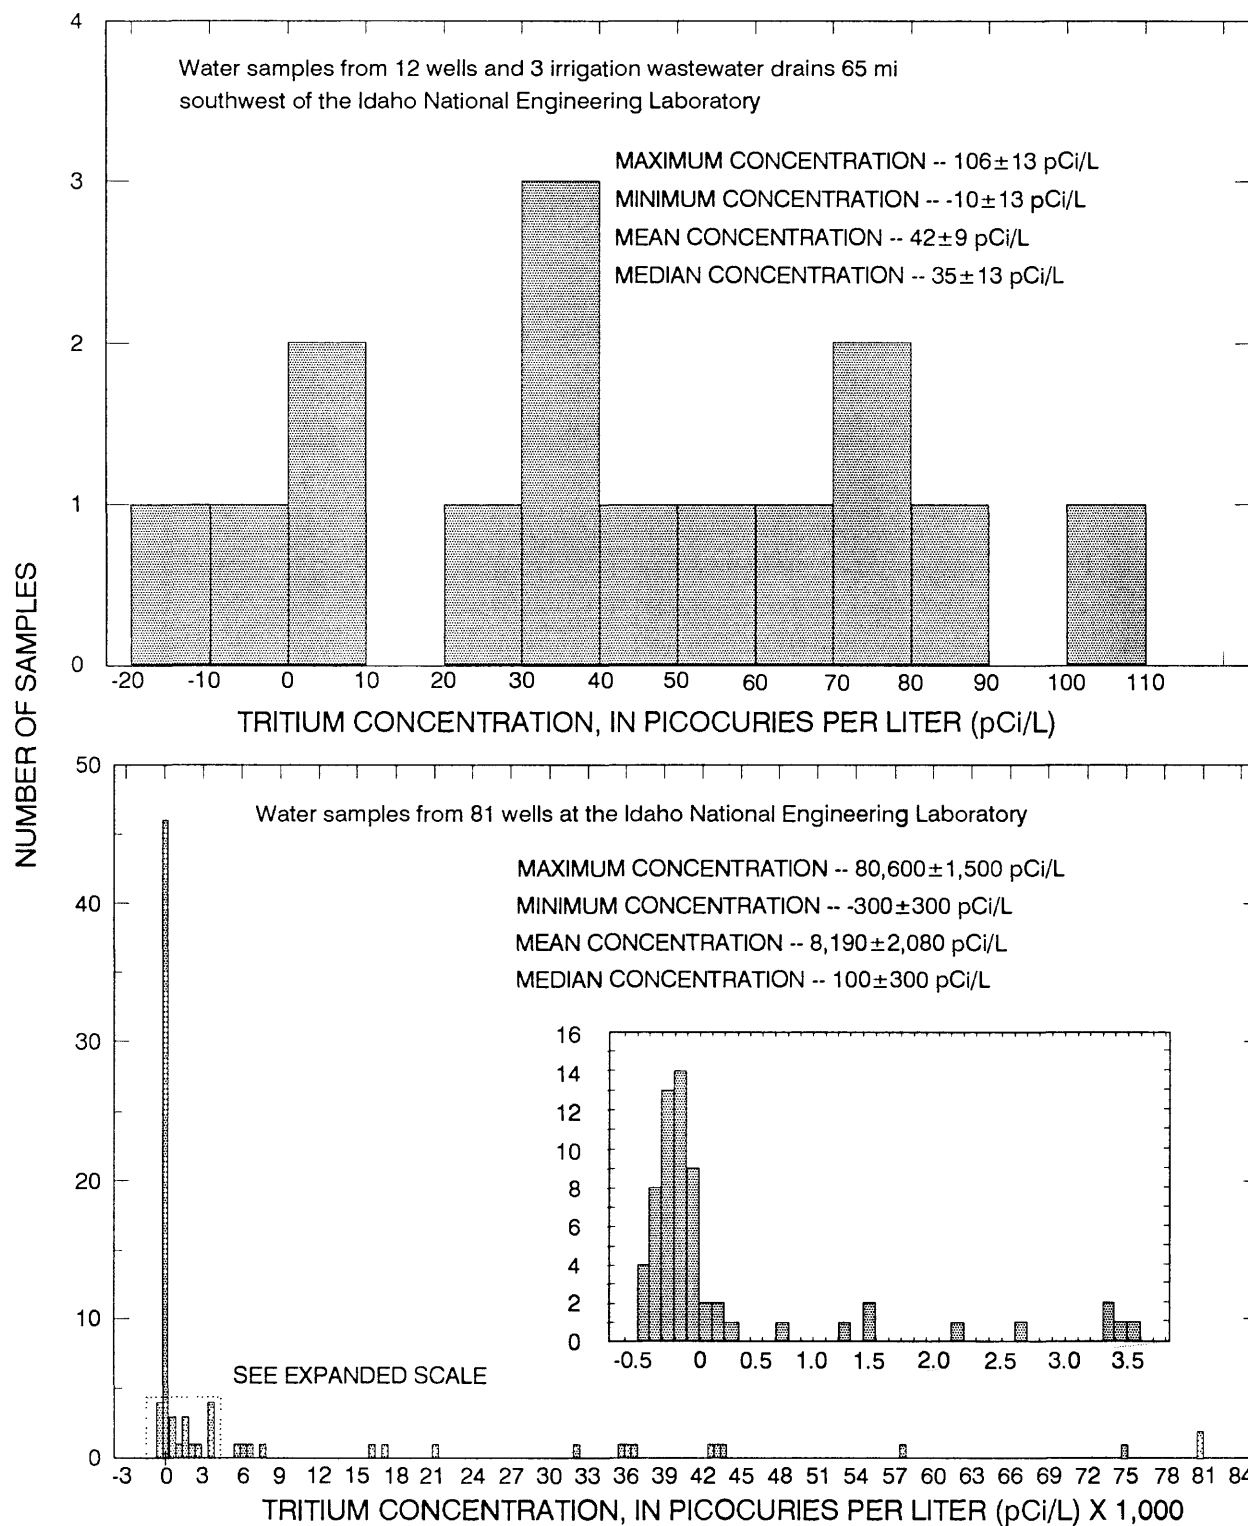 4
Water samples from 12 wells and 3 irrigation wastewater drains 65 mi
southwest of the Idaho National Engineering Laboratory
MAXIMUM CONCENTRATION -- 106±13 pCi/L
3
MINIMUM CONCENTRATION -- -10±13 pCi/L
MEAN CONCENTRATION -- 42±9 pCi/L
MEDIAN CONCENTRATION -- 35±13 pCi/L
2
1
0
-20 -10 0 10 20 30 40 50 60 70 80 90 100 110
TRITIUM CONCENTRATION, IN PICOCURIES PER LITER (pCi/L)
NUMBER OF SAMPLES
50
Water samples from 81 wells at the Idaho National Engineering Laboratory
MAXIMUM CONCENTRATION -- 80,600±1,500 pCi/L
40
MINIMUM CONCENTRATION -- -300±300 pCi/L
MEAN CONCENTRATION -- 8,190±2,080 pCi/L
MEDIAN CONCENTRATION -- 100±300 pCi/L
30
20
10
0
16
14
12
10
8
6
4
2
0
-0.5 0 0.5 1.0 1.5 2.0 2.5 3.0 3.5
SEE EXPANDED SCALE
-3 0 3 6 9 12 15 18 21 24 27 30 33 36 39 42 45 48 51 54 57 60 63 66 69 72 75 78 81 84
TRITIUM CONCENTRATION, IN PICOCURIES PER LITER (pCi/L) X 1,000